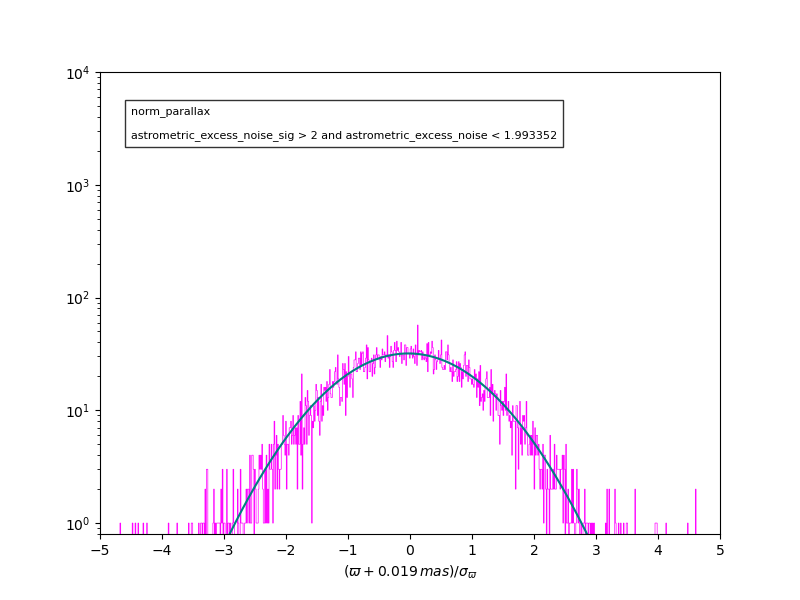 10⁴
10³
10²
10¹
10⁰
norm_parallax
astrometric_excess_noise_sig > 2 and astrometric_excess_noise < 1.993352
−5 −4 −3 −2 −1 0 1 2 3 4 5
(ϖ + 0.019 mas)/σ_ϖ